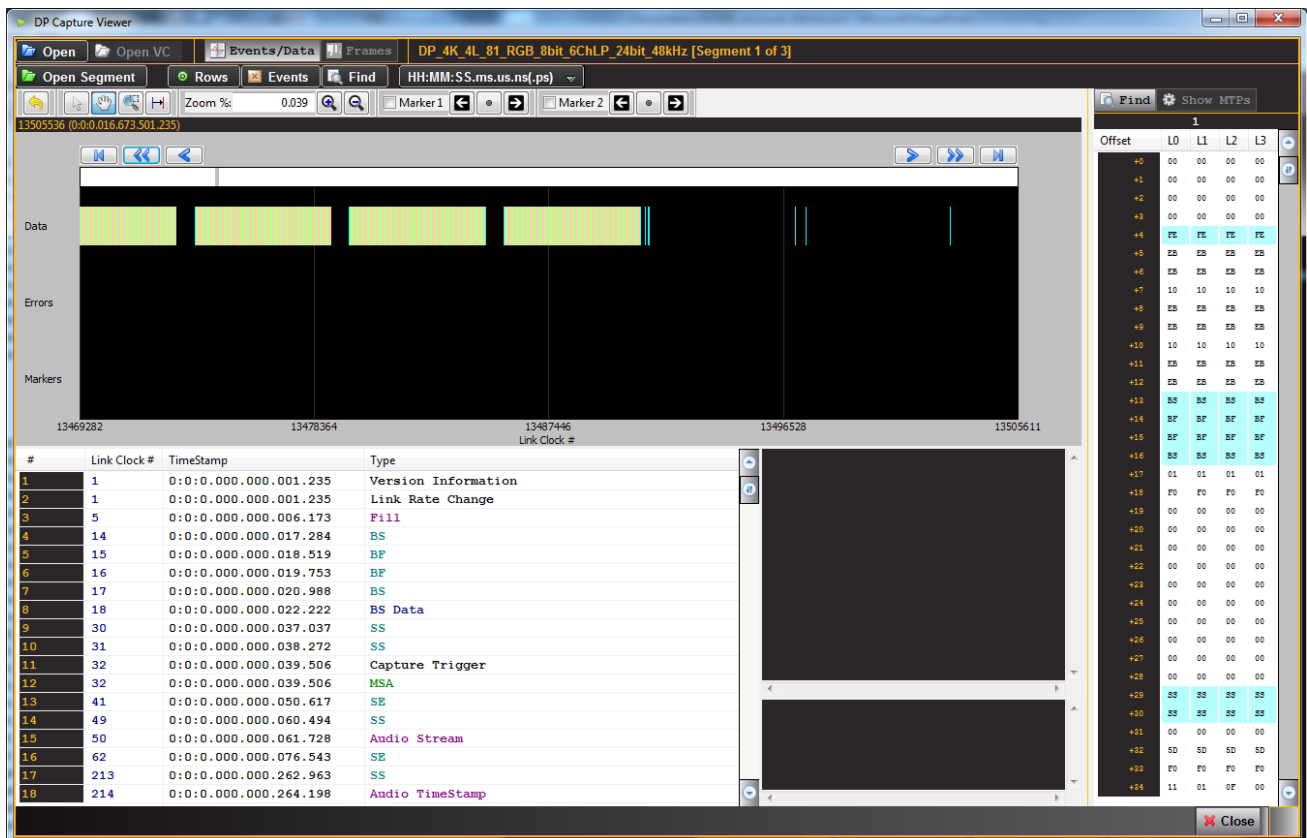 DP Capture Viewer
Open Open VC Events/Data Frames DP_4K_4L_81_RGB_8bit_6ChLP_24bit_48kHz [Segment 1 of 3]
Open Segment Rows Events Find HH:MM:SS.ms.us.ns(.ps)
Zoom %: 0.039 Marker 1 Marker 2
13505536 (0:0:0.016.673.501.235)
Data
Errors
Markers
13469282 13478364 13487446 13496528 13505611
Link Clock #
# Link Clock # TimeStamp Type
1 1 0:0:0.000.000.001.235 Version Information
2 1 0:0:0.000.000.001.235 Link Rate Change
3 5 0:0:0.000.000.006.173 Fill
4 14 0:0:0.000.000.017.284 BS
5 15 0:0:0.000.000.018.519 BF
6 16 0:0:0.000.000.019.753 BF
7 17 0:0:0.000.000.020.988 BS
8 18 0:0:0.000.000.022.222 BS Data
9 30 0:0:0.000.000.037.037 SS
10 31 0:0:0.000.000.038.272 SS
11 32 0:0:0.000.000.039.506 Capture Trigger
12 32 0:0:0.000.000.039.506 MSA
13 41 0:0:0.000.000.050.617 SE
14 49 0:0:0.000.000.060.494 SS
15 50 0:0:0.000.000.061.728 Audio Stream
16 62 0:0:0.000.000.076.543 SE
17 213 0:0:0.000.000.262.963 SS
18 214 0:0:0.000.000.264.198 Audio TimeStamp
Find Show MTPs
1
Offset L0 L1 L2 L3
+0 00 00 00 00
+1 00 00 00 00
+2 00 00 00 00
+3 00 00 00 00
+4 FE FE FE FE
+5 EB EB EB EB
+6 EB EB EB EB
+7 10 10 10 10
+8 EB EB EB EB
+9 EB EB EB EB
+10 10 10 10 10
+11 EB EB EB EB
+12 EB EB EB EB
+13 BS BS BS BS
+14 BF BF BF BF
+15 BF BF BF BF
+16 BS BS BS BS
+17 01 01 01 01
+18 F0 F0 F0 F0
+19 00 00 00 00
+20 00 00 00 00
+21 00 00 00 00
+22 00 00 00 00
+23 00 00 00 00
+24 00 00 00 00
+25 00 00 00 00
+26 00 00 00 00
+27 00 00 00 00
+28 00 00 00 00
+29 SS SS SS SS
+30 SS SS SS SS
+31 00 00 00 00
+32 5D 5D 5D 5D
+33 F0 F0 F0 F0
+34 11 01 0F 00
Close